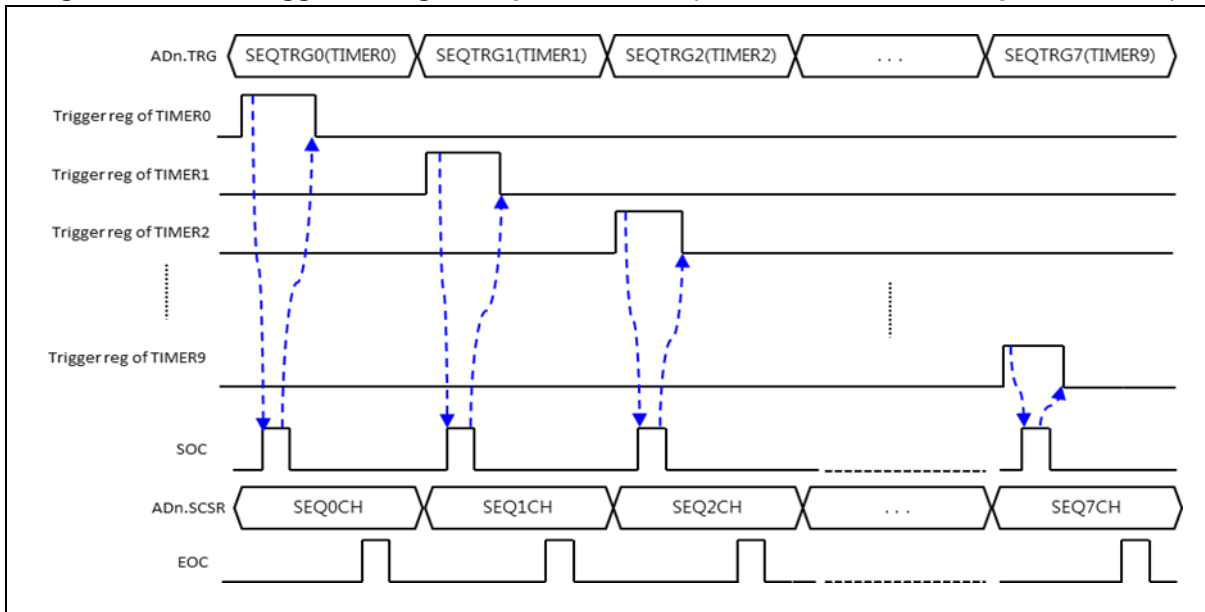 ADn.TRG SEQTRG0(TIMER0) SEQTRG1(TIMER1) SEQTRG2(TIMER2) ... SEQTRG7(TIMER9)
Trigger reg of TIMER0
Trigger reg of TIMER1
Trigger reg of TIMER2
Trigger reg of TIMER9
SOC
ADn.SCSR SEQ0CH SEQ1CH SEQ2CH ... SEQ7CH
EOC